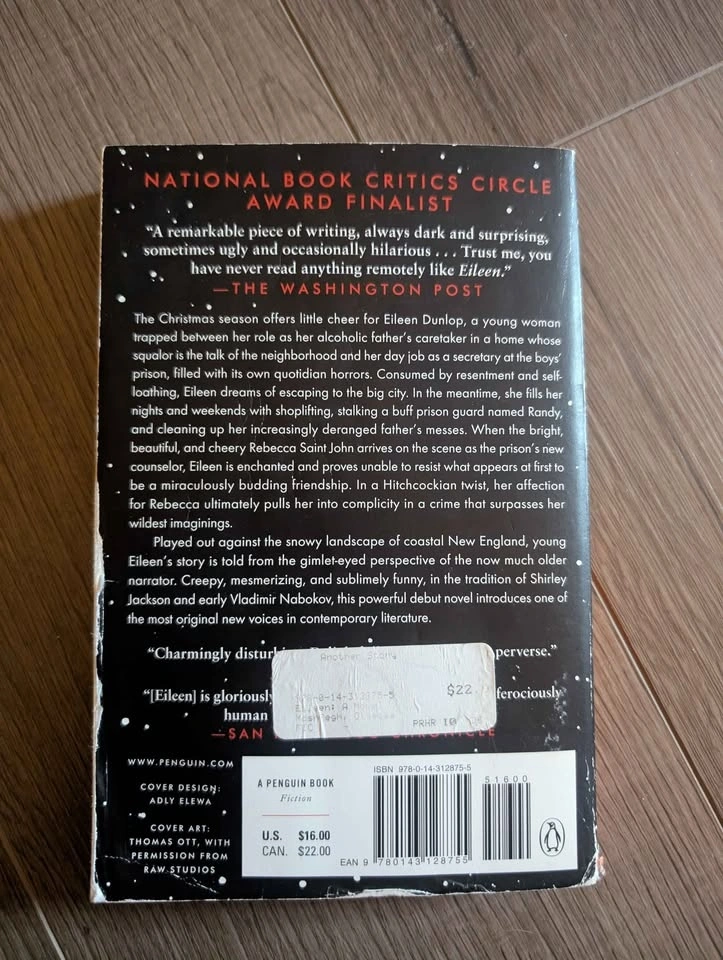 NATIONAL BOOK CRITICS CIRCLE
AWARD FINALIST
“A remarkable piece of writing, always dark and surprising,
sometimes ugly and occasionally hilarious . . . Trust me, you
have never read anything remotely like Eileen.”
—THE WASHINGTON POST
The Christmas season offers little cheer for Eileen Dunlop, a young woman
trapped between her role as her alcoholic father’s caretaker in a home whose
squalor is the talk of the neighborhood and her day job as a secretary at the boys’
prison, filled with its own quotidian horrors. Consumed by resentment and self-
loathing, Eileen dreams of escaping to the big city. In the meantime, she fills her
nights and weekends with shoplifting, stalking a buff prison guard named Randy,
and cleaning up her increasingly deranged father’s messes. When the bright,
beautiful, and cheery Rebecca Saint John arrives on the scene as the prison’s new
counselor, Eileen is enchanted and proves unable to resist what appears at first to
be a miraculously budding friendship. In a Hitchcockian twist, her affection
for Rebecca ultimately pulls her into complicity in a crime that surpasses her
wildest imaginings.
Played out against the snowy landscape of coastal New England, young
Eileen’s story is told from the gimlet-eyed perspective of the now much older
narrator. Creepy, mesmerizing, and sublimely funny, in the tradition of Shirley
Jackson and early Vladimir Nabokov, this powerful debut novel introduces one of
the most original new voices in contemporary literature.
“Charmingly perverse.”
Another Story
978-0-14-312875-5 $22.
Eileen: A
Moshfegh,
FIC PRHR
“[Eileen] is gloriously ferociously
human
—SAN CHRONICLE
WWW.PENGUIN.COM
COVER DESIGN:
ADLY ELEWA
COVER ART:
THOMAS OTT, WITH
PERMISSION FROM
RAW STUDIOS
A PENGUIN BOOK
Fiction
U.S. $16.00
CAN. $22.00
ISBN 978-0-14-312875-5
51600
EAN 9 780143 128755